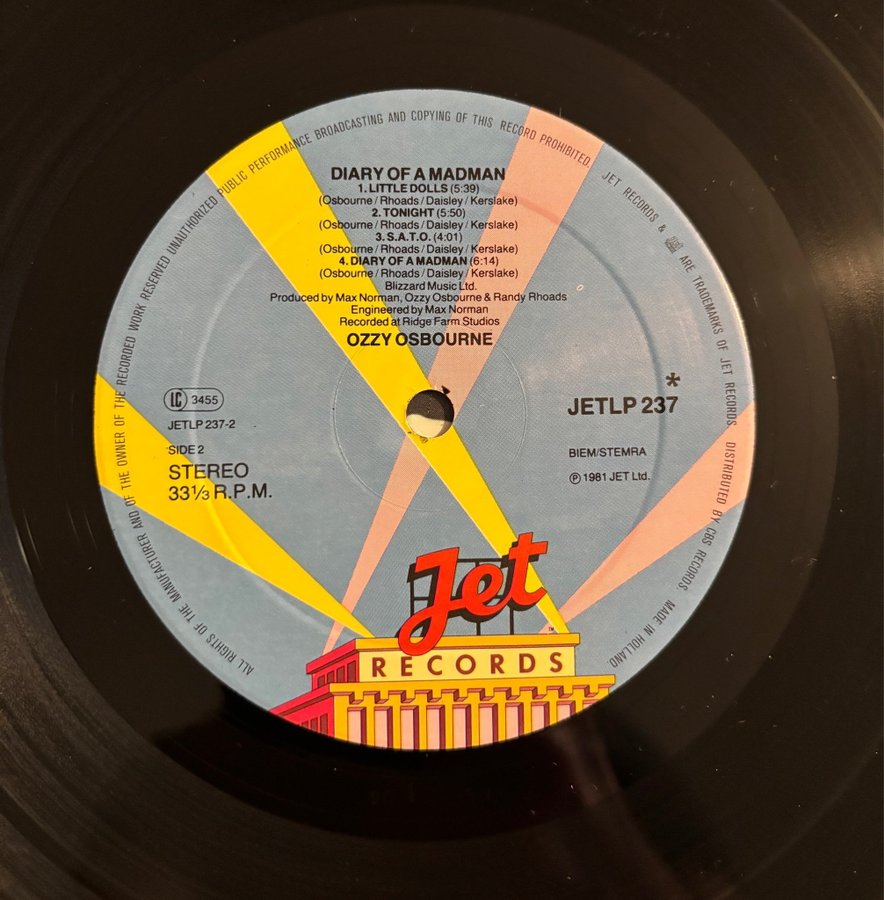 ALL RIGHTS OF THE MANUFACTURER AND OF THE OWNER OF THE RECORDED WORK RESERVED UNAUTHORIZED PUBLIC PERFORMANCE BROADCASTING AND COPYING OF THIS RECORD PROHIBITED. JET RECORDS & ARE TRADEMARKS OF JET RECORDS. DISTRIBUTED BY CBS RECORDS. MADE IN HOLLAND
DIARY OF A MADMAN
1. LITTLE DOLLS (5:39)
(Osbourne / Rhoads / Daisley / Kerslake)
2. TONIGHT (5:50)
(Osbourne / Rhoads / Daisley / Kerslake)
3. S.A.T.O. (4:01)
(Osbourne / Rhoads / Daisley / Kerslake)
4. DIARY OF A MADMAN (6:14)
(Osbourne / Rhoads / Daisley / Kerslake)
Blizzard Music Ltd.
Produced by Max Norman, Ozzy Osbourne & Randy Rhoads
Engineered by Max Norman
Recorded at Ridge Farm Studios
OZZY OSBOURNE
LC 3455
JETLP 237-2
SIDE 2
STEREO
33⅓ R.P.M.
*
JETLP 237
BIEM/STEMRA
℗ 1981 JET Ltd.
Jet
TM
RECORDS